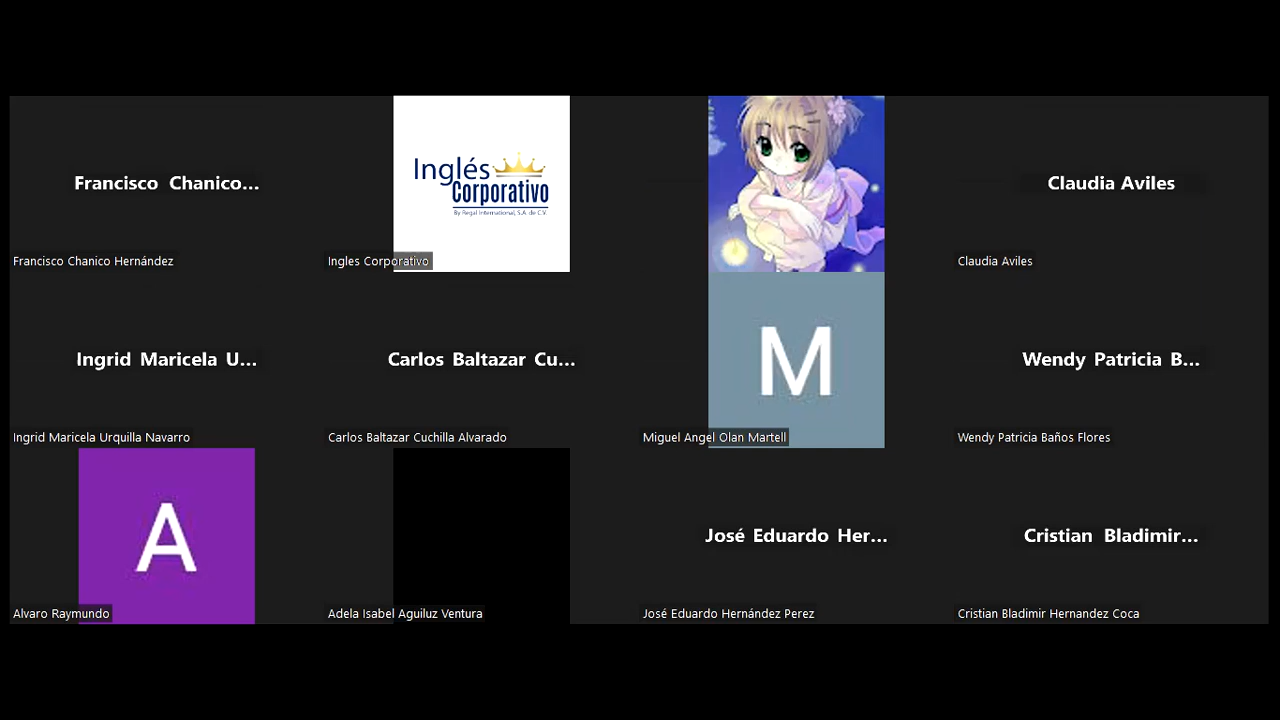 Francisco Chanico...
Francisco Chanico Hernández
Inglés
Corporativo
By Regal International, S.A. de C.V.
Ingles Corporativo
Claudia Aviles
Claudia Aviles
Ingrid Maricela U...
Ingrid Maricela Urquilla Navarro
Carlos Baltazar Cu...
Carlos Baltazar Cuchilla Alvarado
M
Miguel Angel Olan Martell
Wendy Patricia B...
Wendy Patricia Baños Flores
A
Alvaro Raymundo
Adela Isabel Aguiluz Ventura
José Eduardo Her...
José Eduardo Hernández Perez
Cristian Bladimir...
Cristian Bladimir Hernandez Coca